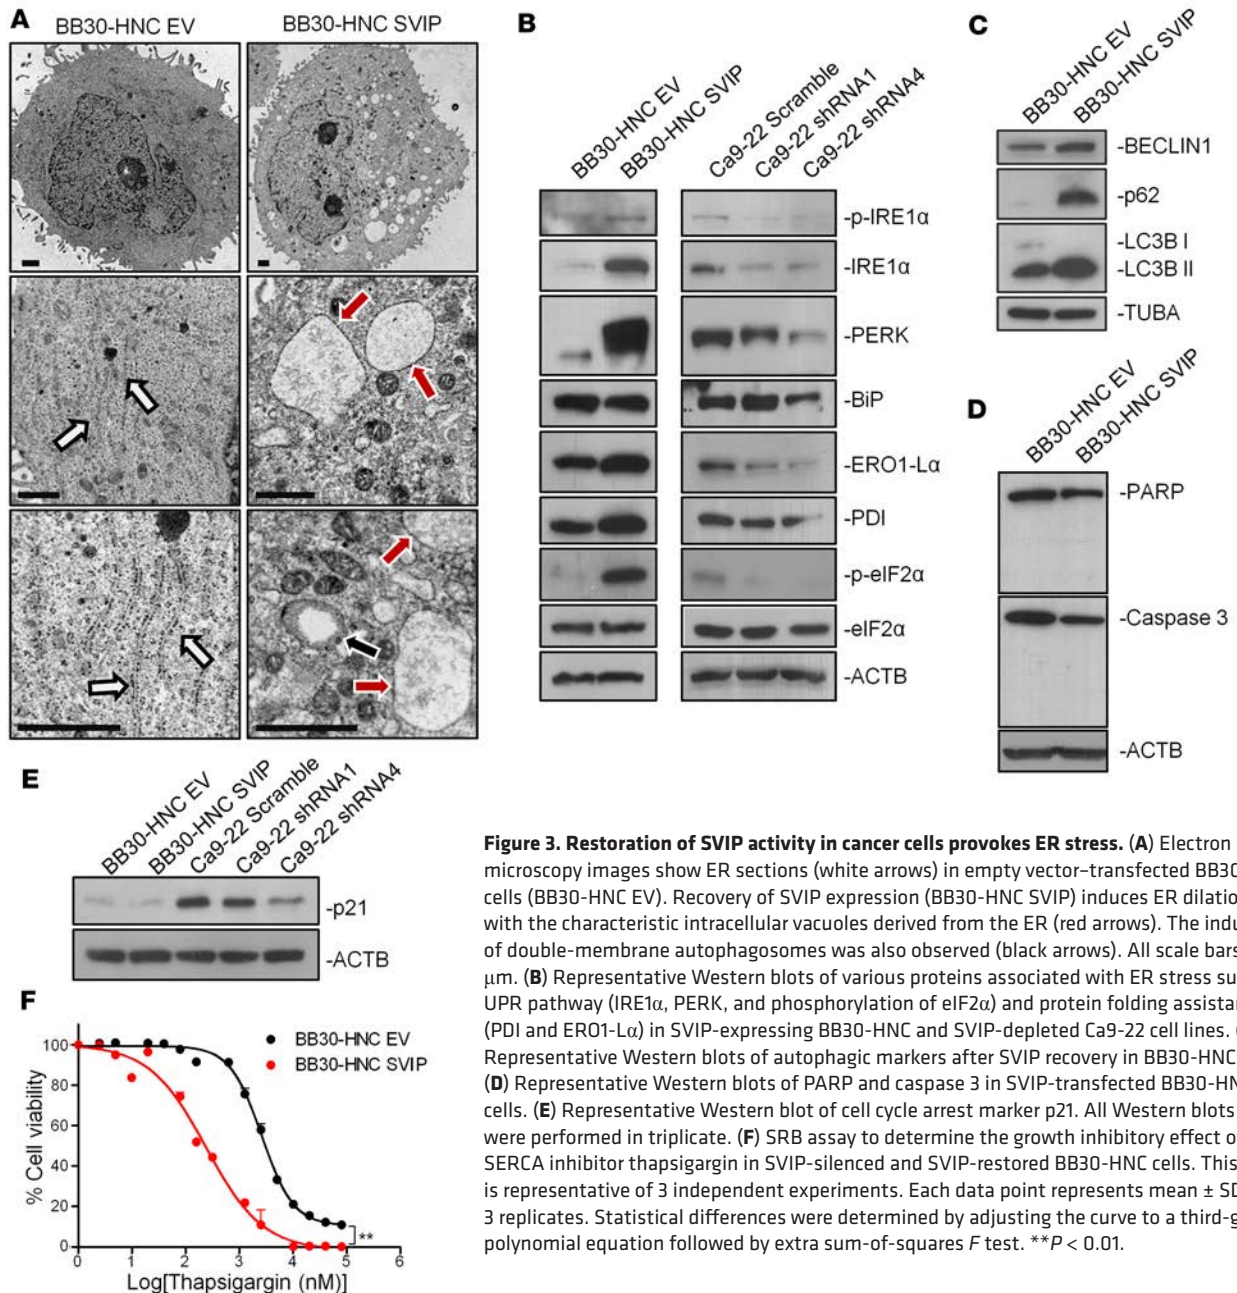 A
BB30-HNC EV
BB30-HNC SVIP
B
BB30-HNC EV
BB30-HNC SVIP
Ca9-22 Scramble
Ca9-22 shRNA1
Ca9-22 shRNA4
-p-IRE1α
-IRE1α
-PERK
-BiP
-ERO1-Lα
-PDI
-p-eIF2α
-eIF2α
-ACTB
C
BB30-HNC EV
BB30-HNC SVIP
-BECLIN1
-p62
-LC3B I
-LC3B II
-TUBA
D
BB30-HNC EV
BB30-HNC SVIP
-PARP
-Caspase 3
-ACTB
E
BB30-HNC EV
BB30-HNC SVIP
Ca9-22 Scramble
Ca9-22 shRNA1
Ca9-22 shRNA4
-p21
-ACTB
F
BB30-HNC EV
BB30-HNC SVIP
% Cell viability
100
80
60
40
20
0
0 1 2 3 4 5 6
**
Log[Thapsigargin (nM)]
Figure 3. Restoration of SVIP activity in cancer cells provokes ER stress. (A) Electron
microscopy images show ER sections (white arrows) in empty vector–transfected BB30
cells (BB30-HNC EV). Recovery of SVIP expression (BB30-HNC SVIP) induces ER dilatio
with the characteristic intracellular vacuoles derived from the ER (red arrows). The indu
of double-membrane autophagosomes was also observed (black arrows). All scale bars
μm. (B) Representative Western blots of various proteins associated with ER stress su
UPR pathway (IRE1α, PERK, and phosphorylation of eIF2α) and protein folding assistan
(PDI and ERO1-Lα) in SVIP-expressing BB30-HNC and SVIP-depleted Ca9-22 cell lines. (
Representative Western blots of autophagic markers after SVIP recovery in BB30-HNC
(D) Representative Western blots of PARP and caspase 3 in SVIP-transfected BB30-HN
cells. (E) Representative Western blot of cell cycle arrest marker p21. All Western blots
were performed in triplicate. (F) SRB assay to determine the growth inhibitory effect o
SERCA inhibitor thapsigargin in SVIP-silenced and SVIP-restored BB30-HNC cells. This
is representative of 3 independent experiments. Each data point represents mean ± SD
3 replicates. Statistical differences were determined by adjusting the curve to a third-g
polynomial equation followed by extra sum-of-squares F test. **P < 0.01.